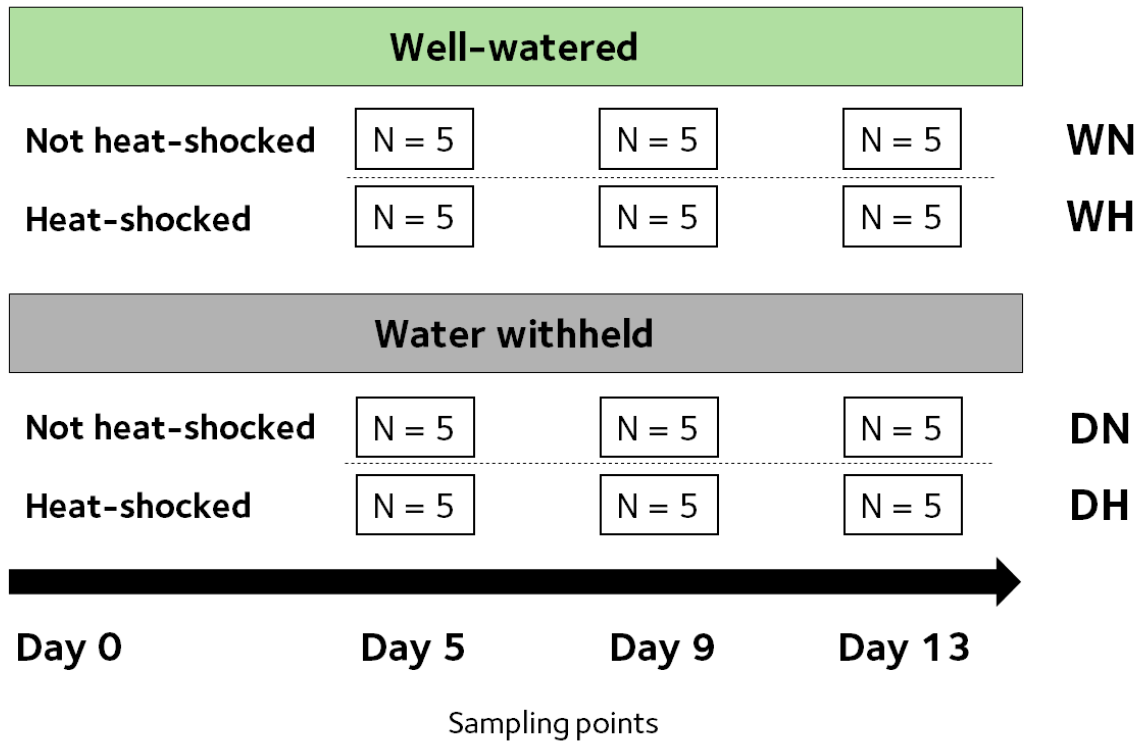 Well-watered
Not heat-shocked N = 5 N = 5 N = 5 WN
Heat-shocked N = 5 N = 5 N = 5 WH
Water withheld
Not heat-shocked N = 5 N = 5 N = 5 DN
Heat-shocked N = 5 N = 5 N = 5 DH
Day 0 Day 5 Day 9 Day 13
Sampling points